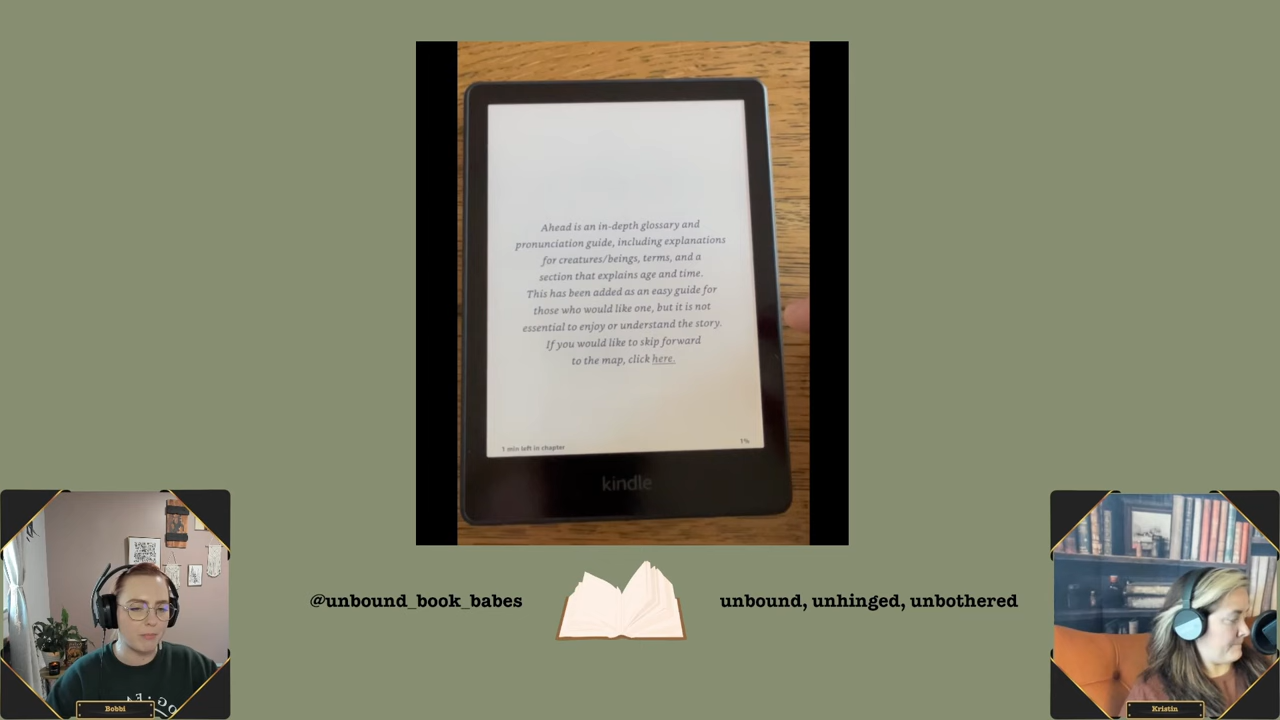 Ahead is an in-depth glossary and
pronunciation guide, including explanations
for creatures/beings, terms, and a
section that explains age and time.
This has been added as an easy guide for
those who would like one, but it is not
essential to enjoy or understand the story.
If you would like to skip forward
to the map, click here.
1 min left in chapter 1%
kindle
@unbound_book_babes unbound, unhinged, unbothered
Bobbi Kristin